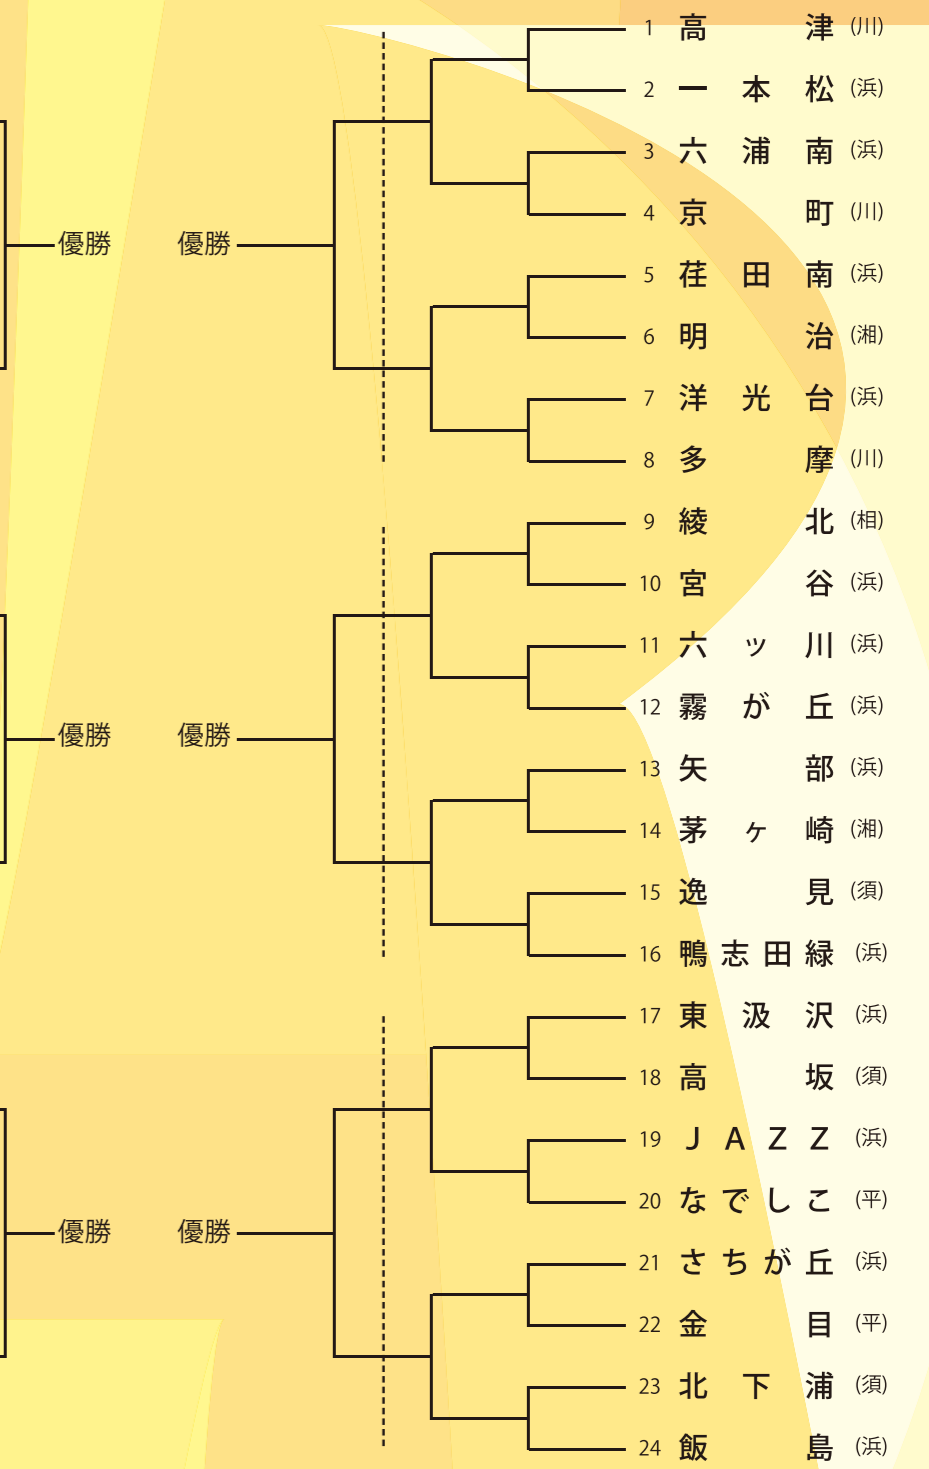 1 高津 (川)
2 一本松 (浜)
3 六浦南 (浜)
4 京町 (川)
優勝 優勝
5 荏田南 (浜)
6 明治 (湘)
7 洋光台 (浜)
8 多摩 (川)
9 綾北 (相)
10 宮谷 (浜)
11 六ッ川 (浜)
12 霧が丘 (浜)
優勝 優勝
13 矢部 (浜)
14 茅ヶ崎 (湘)
15 逸見 (須)
16 鴨志田緑 (浜)
17 東汲沢 (浜)
18 高坂 (須)
19 JAZZ (浜)
20 なでしこ (平)
優勝 優勝
21 さちが丘 (浜)
22 金目 (平)
23 北下浦 (須)
24 飯島 (浜)